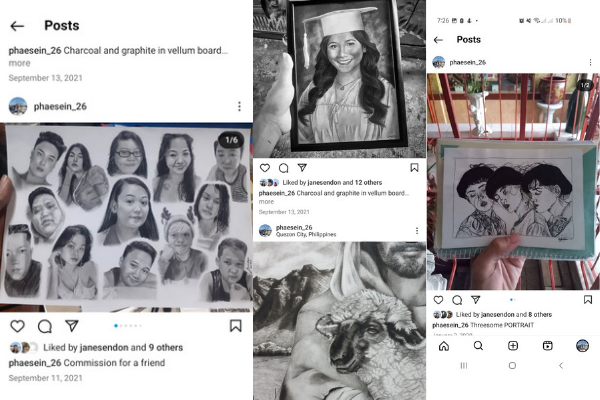 Posts
phaesein_26 Charcoal and graphite in vellum board...
more
September 13, 2021
phaesein_26
1/6
Liked by janesendon and 9 others
phaesein_26 Commission for a friend
September 11, 2021
Liked by janesendon and 12 others
phaesein_26 Charcoal and graphite in vellum board...
more
September 13, 2021
phaesein_26
Quezon City, Philippines
7:26
10%
Posts
phaesein_26
1/2
Liked by janesendon and 8 others
phaesein_26 Threesome PORTRAIT